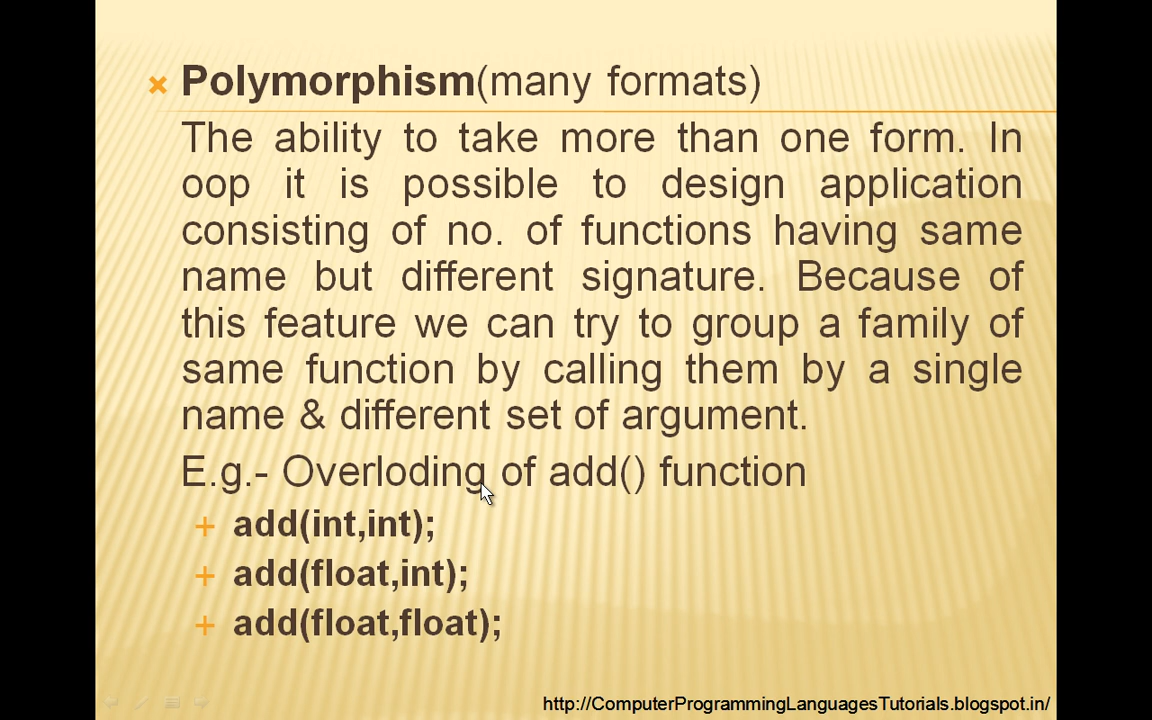 Polymorphism(many formats)
The ability to take more than one form. In
oop it is possible to design application
consisting of no. of functions having same
name but different signature. Because of
this feature we can try to group a family of
same function by calling them by a single
name & different set of argument.
E.g.- Overloding of add() function
add(int,int);
add(float,int);
add(float,float);
http://ComputerProgrammingLanguagesTutorials.blogspot.in/